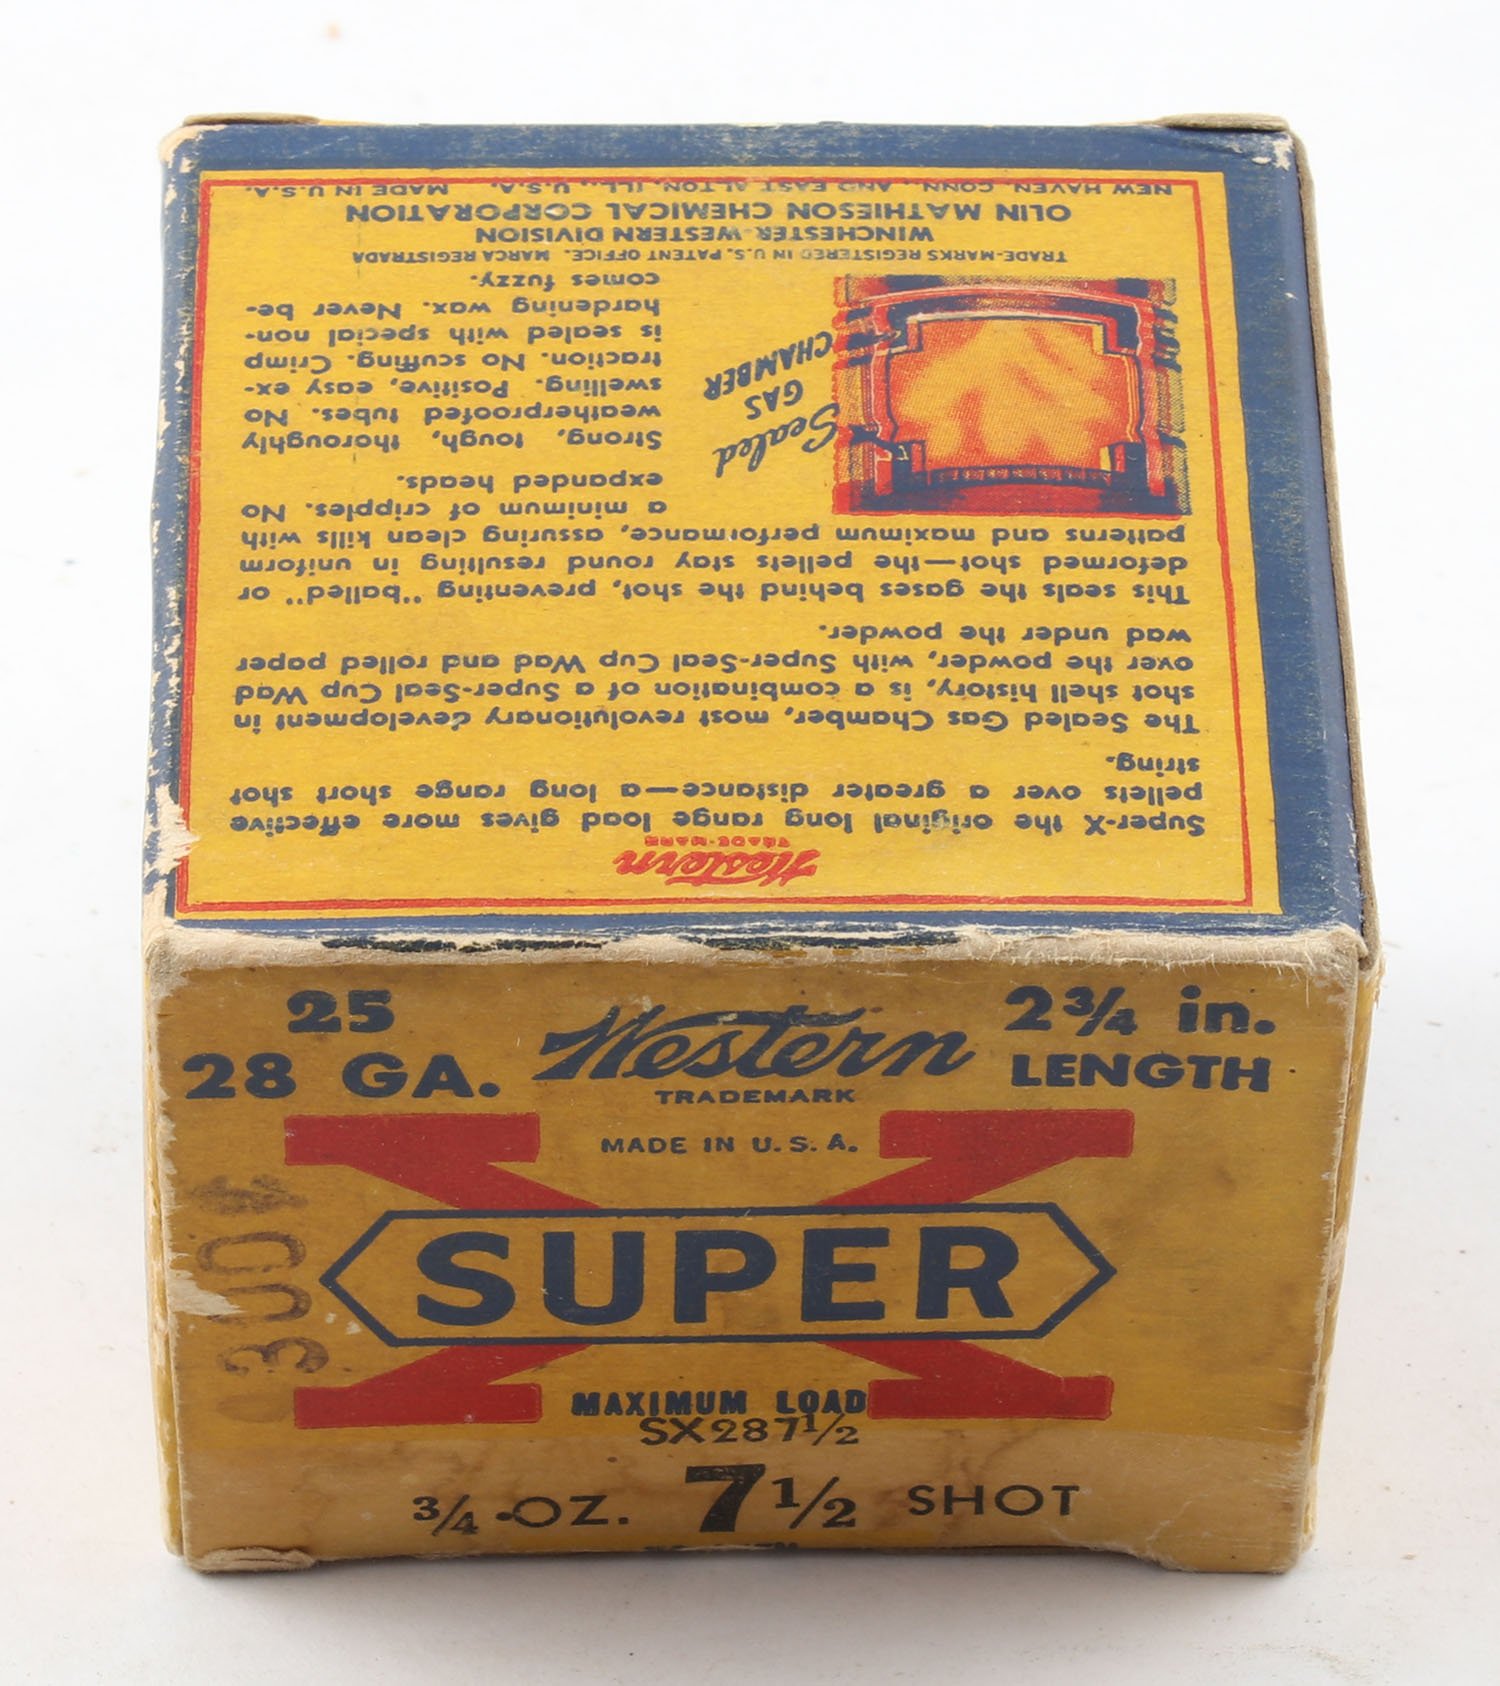 NEW HAVEN, CONN., AND EAST ALTON, ILL., U.S.A. MADE IN U.S.A.
OLIN MATHIESON CHEMICAL CORPORATION
WINCHESTER-WESTERN DIVISION
TRADE-MARKS REGISTERED IN U.S. PATENT OFFICE. MARCA REGISTRADA
comes fuzzy.
hardening wax. Never be-
is sealed with special non-
traction. No scuffing. Crimp
swelling. Positive, easy ex-
weatherproofed tubes. No
Strong, tough, thoroughly
CHAMBER
GAS
Sealed
expanded heads.
a minimum of cripples. No
patterns and maximum performance, assuring clean kills with
deformed shot—the pellets stay round resulting in uniform
This seals the gases behind the shot, preventing "balled" or
wad under the powder.
over the powder, with Super-Seal Cup Wad and rolled paper
shot shell history, is a combination of a Super-Seal Cup Wad
The Sealed Gas Chamber, most revolutionary development in
string.
pellets over a greater distance—a long range short shot
Super-X the original long range load gives more effective
TRADE-MARK
Western
25
28 GA.
Western
TRADEMARK
MADE IN U.S.A.
2 3/4 in.
LENGTH
X
SUPER
MAXIMUM LOAD
SX287 1/2
3/4 -OZ. 7 1/2 SHOT